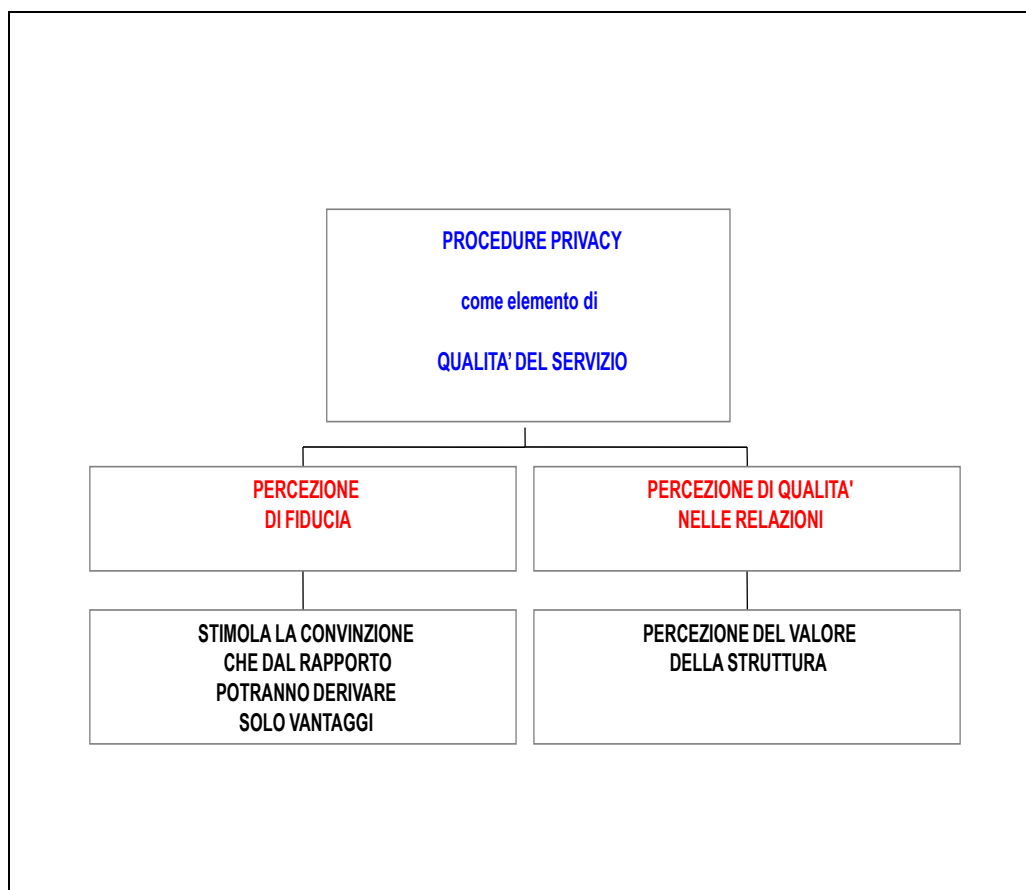 PROCEDURE PRIVACY
come elemento di
QUALITA’ DEL SERVIZIO
PERCEZIONE
DI FIDUCIA
PERCEZIONE DI QUALITA'
NELLE RELAZIONI
STIMOLA LA CONVINZIONE
CHE DAL RAPPORTO
POTRANNO DERIVARE
SOLO VANTAGGI
PERCEZIONE DEL VALORE
DELLA STRUTTURA